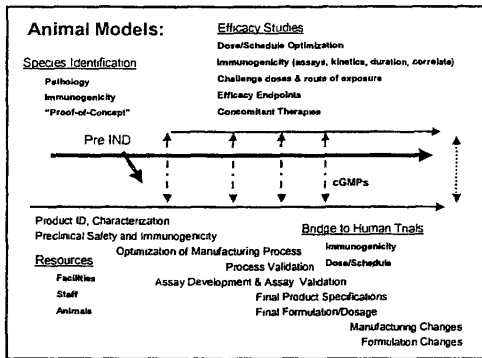 Animal Models:
Efficacy Studies
Dose/Schedule Optimization
Immunogenicity (assays, kinetics, duration, correlate)
Challenge doses & route of exposure
Efficacy Endpoints
Concomitant Therapies
Species Identification
Pathology
Immunogenicity
"Proof-of-Concept"
Pre IND
cGMPs
Product ID, Characterization
Preclinical Safety and Immunogenicity
Optimization of Manufacturing Process
Process Validation
Assay Development & Assay Validation
Final Product Specifications
Final Formulation/Dosage
Manufacturing Changes
Formulation Changes
Bridge to Human Trials
Immunogenicity
Dose/Schedule
Resources
Facilities
Staff
Animals